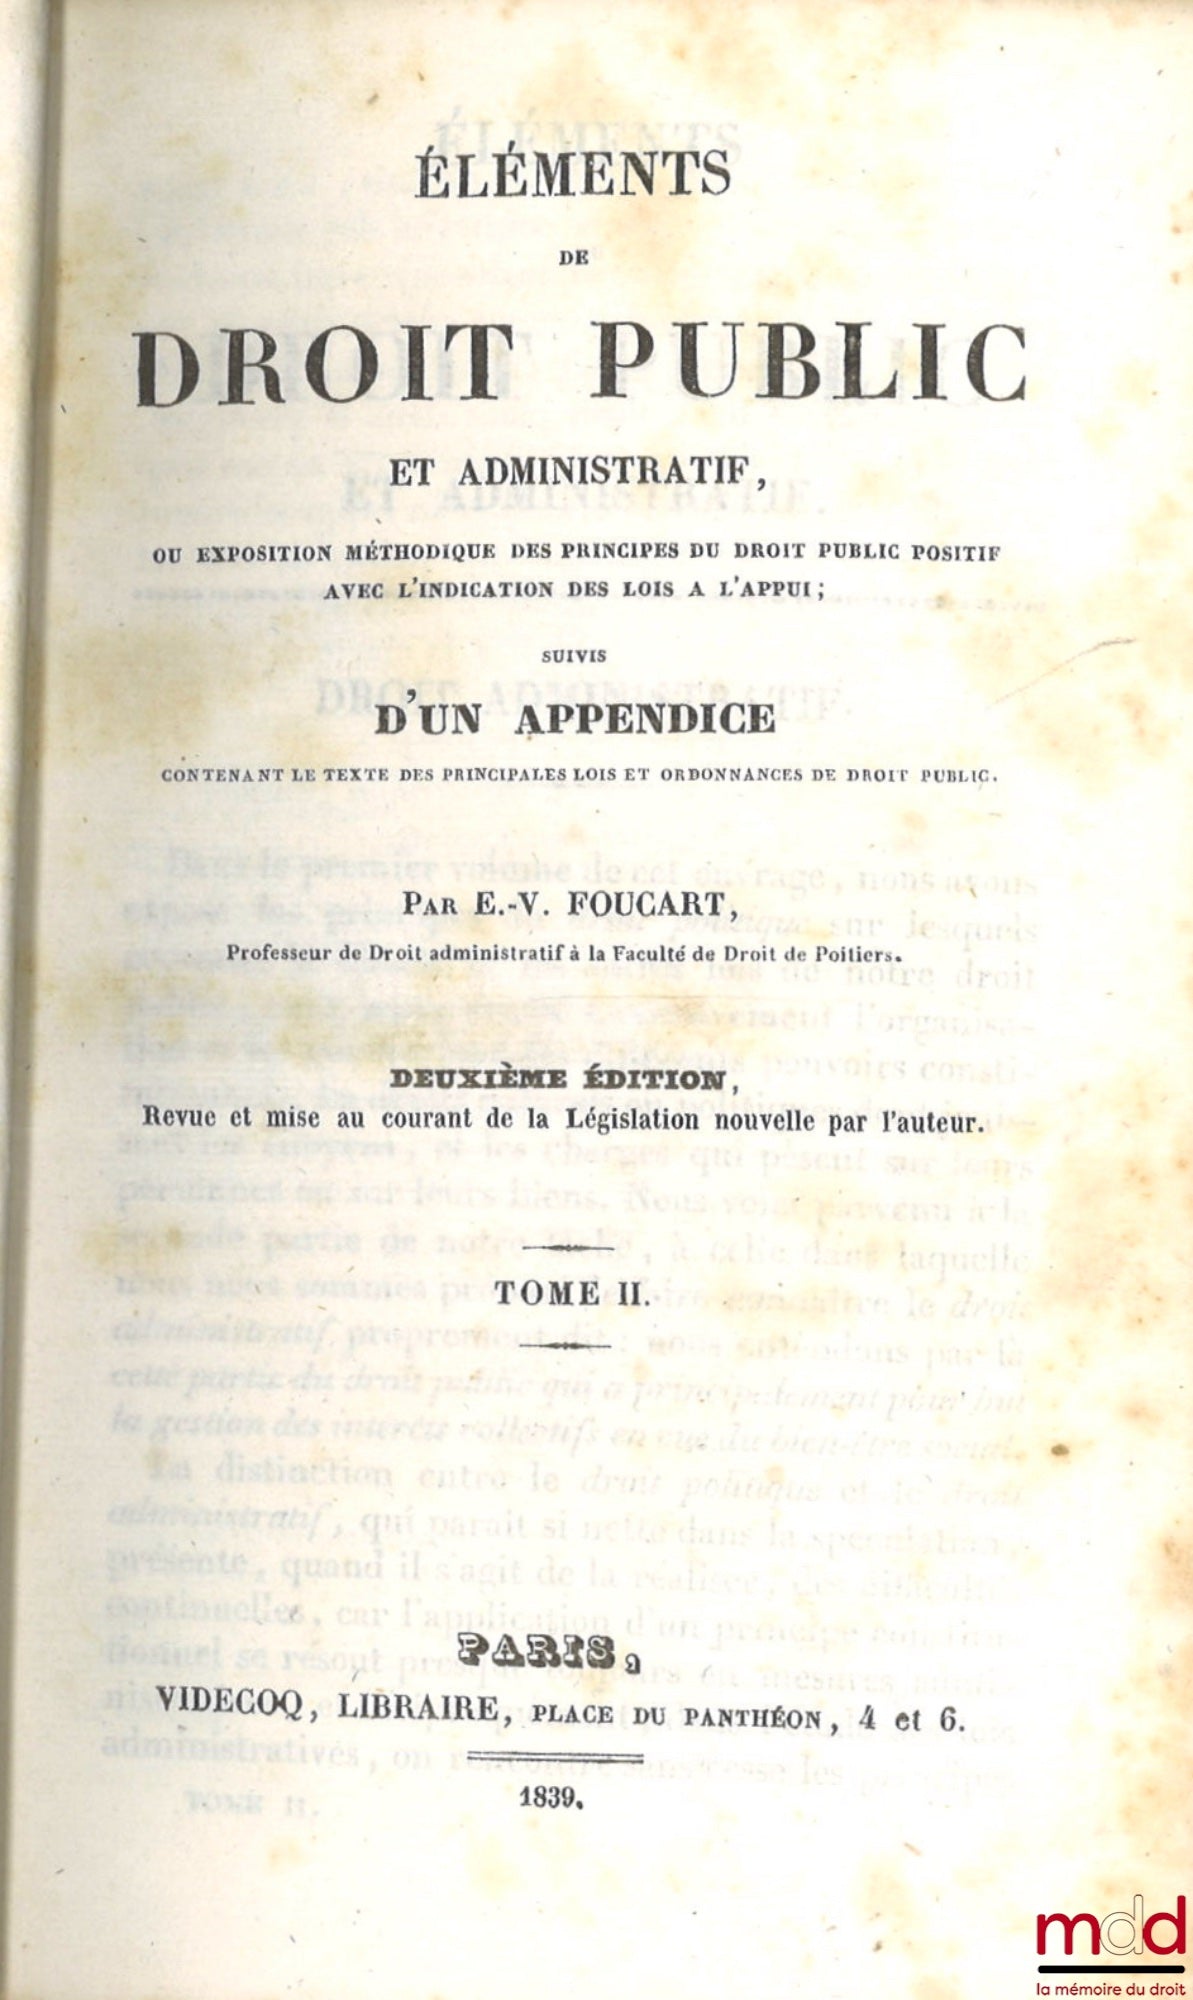 ÉLÉMENTS
DE
DROIT PUBLIC
ET ADMINISTRATIF,
OU EXPOSITION MÉTHODIQUE DES PRINCIPES DU DROIT PUBLIC POSITIF
AVEC L'INDICATION DES LOIS A L'APPUI;
SUIVIS
D'UN APPENDICE
CONTENANT LE TEXTE DES PRINCIPALES LOIS ET ORDONNANCES DE DROIT PUBLIC.
PAR E.-V. FOUCART,
Professeur de Droit administratif à la Faculté de Droit de Poitiers.
DEUXIÈME ÉDITION,
Revue et mise au courant de la Législation nouvelle par l'auteur.
TOME II.
PARIS,
VIDECOQ, LIBRAIRE, PLACE DU PANTHÉON, 4 et 6.
1839.
mdd
la mémoire du droit